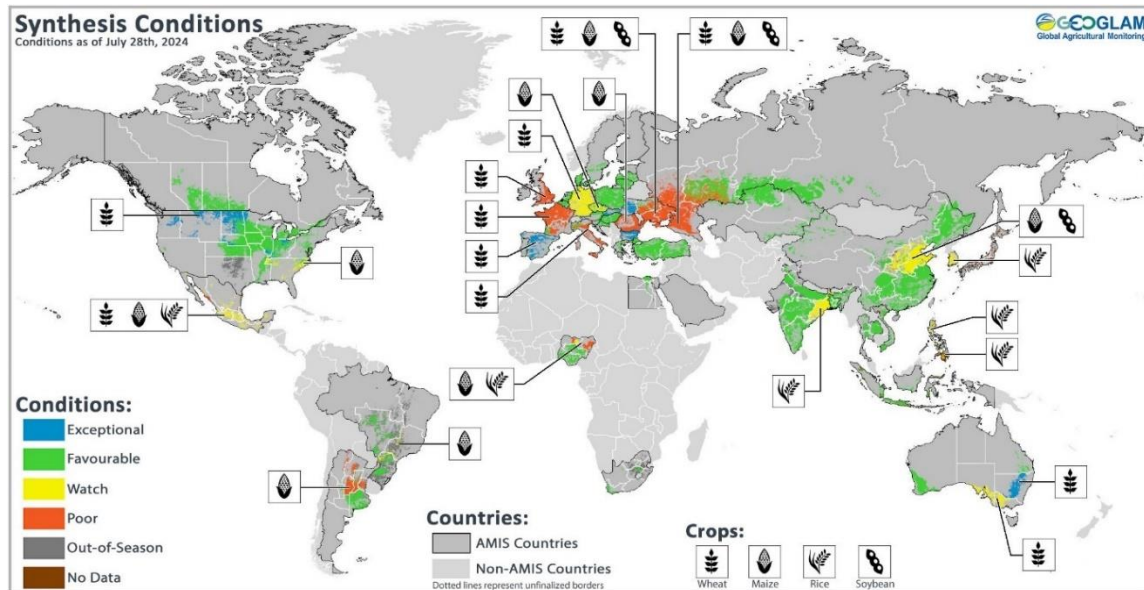 Synthesis Conditions
Conditions as of July 28th, 2024
GEOGLAM
Global Agricultural Monitoring
Conditions:
Exceptional
Favourable
Watch
Poor
Out-of-Season
No Data
Countries:
AMIS Countries
Non-AMIS Countries
Dotted lines represent unfinalized borders
Crops:
Wheat
Maize
Rice
Soybean